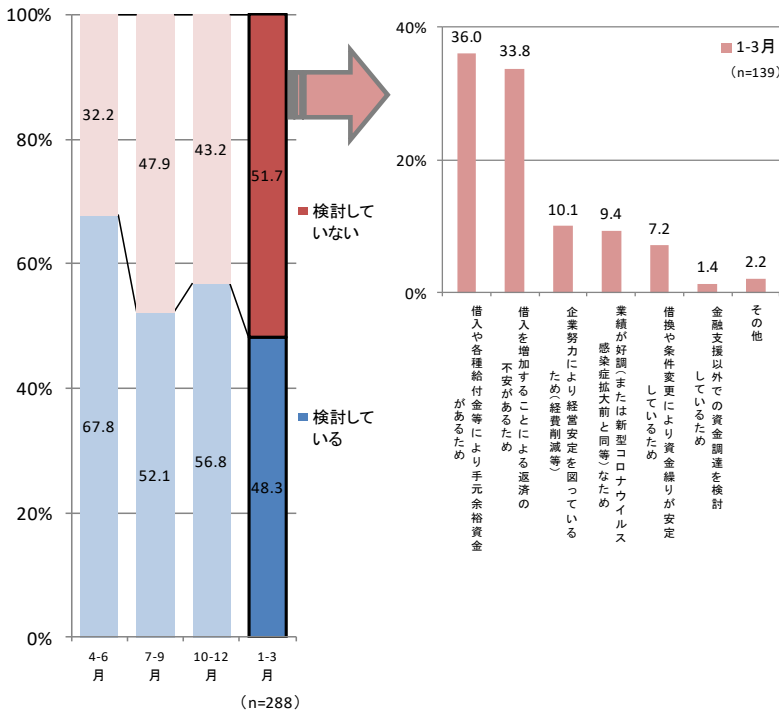 100%
80%
60%
40%
20%
0%
32.2
47.9
43.2
51.7
67.8
52.1
56.8
48.3
検討して
いない
検討して
いる
4-6
月
7-9
月
10-12
月
1-3
月
(n=288)
40%
20%
0%
1-3月
(n=139)
36.0
33.8
10.1
9.4
7.2
1.4
2.2
借入や各種給付金等により手元余裕資金
があるため
借入を増加することによる返済の
不安があるため
企業努力により経営安定を図っている
ため(経費削減等)
業績が好調(または新型コロナウイルス
感染症拡大前と同等)なため
借換や条件変更により資金繰りが安定
しているため
金融支援以外での資金調達を検討
しているため
その他